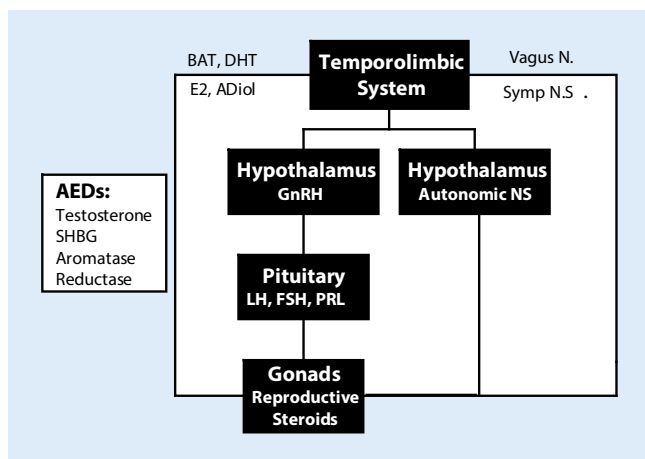 BAT, DHT
E2, ADiol
Temporolimbic
System
Vagus N.
Symp N.S .
Hypothalamus
GnRH
Hypothalamus
Autonomic NS
AEDs:
Testosterone
SHBG
Aromatase
Reductase
Pituitary
LH, FSH, PRL
Gonads
Reproductive
Steroids